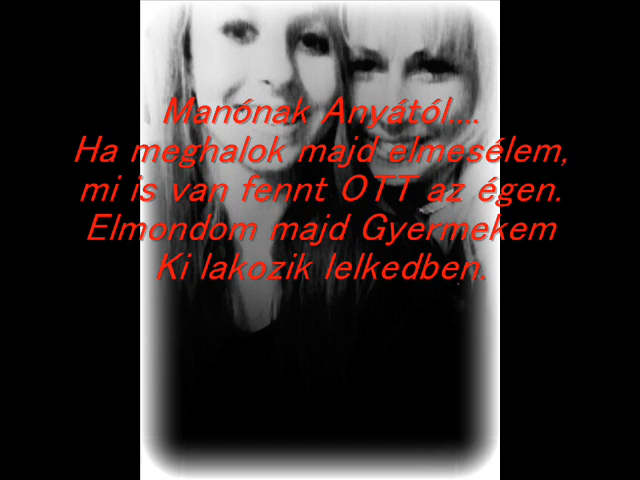 Manónak Anyától....
Ha meghalok majd elmesélem,
mi is van fennt OTT az égen.
Elmondom majd Gyermekem
Ki lakozik lelkedben.